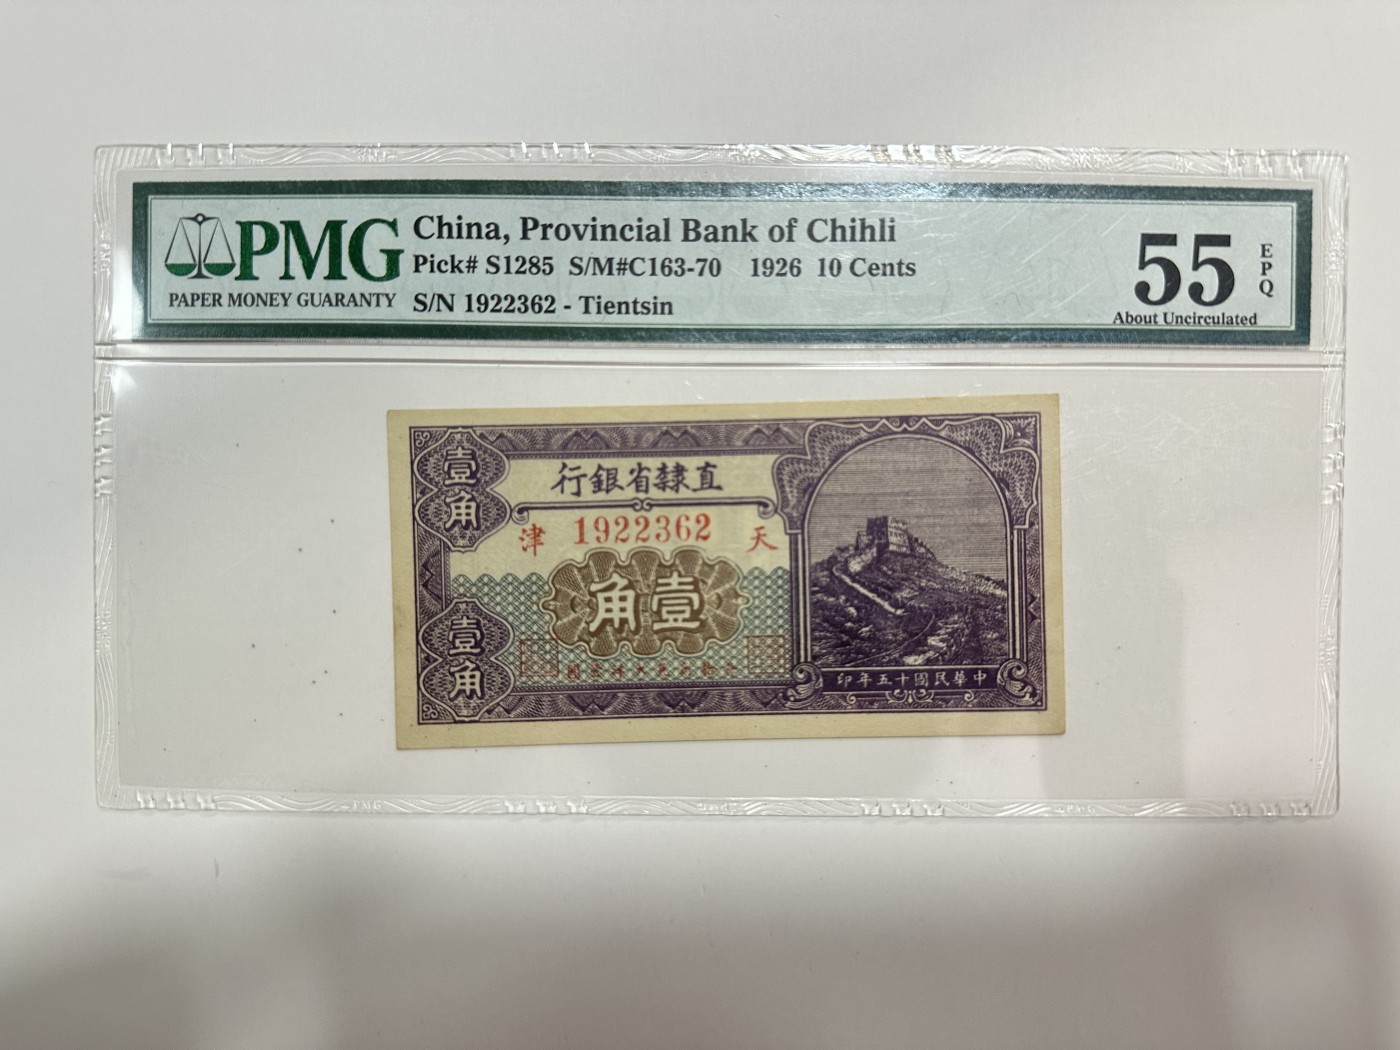 PMG
PAPER MONEY GUARANTY
China, Provincial Bank of Chihli
Pick# S1285 S/M#C163-70 1926 10 Cents
S/N 1922362 - Tientsin
55
EPQ
About Uncirculated
直隸省銀行
壹角
天 1922362 津
壹角
壹角
中華民國十五年印
PMG
PMG